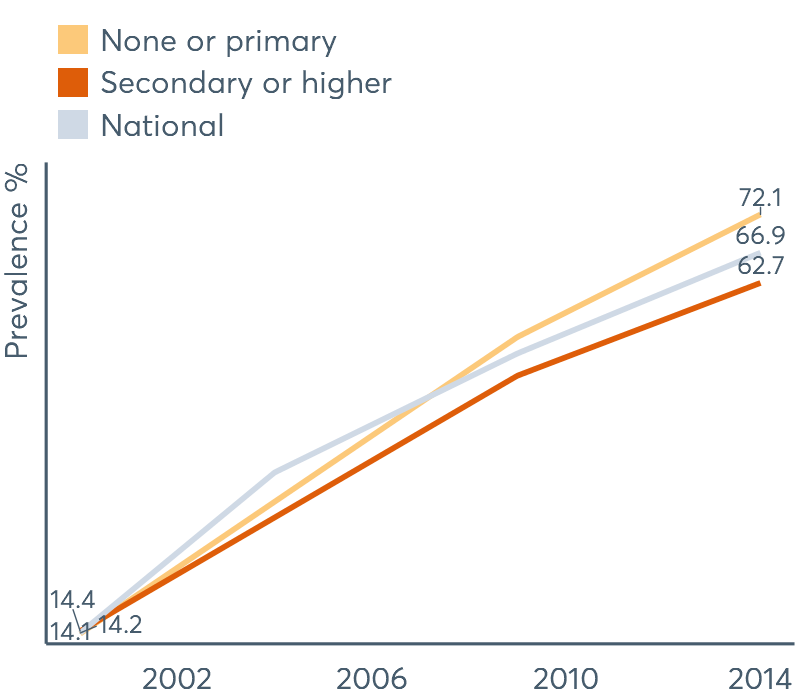 None or primary
Secondary or higher
National
Prevalence %
72.1
66.9
62.7
14.4
14.1
14.2
2002
2006
2010
2014